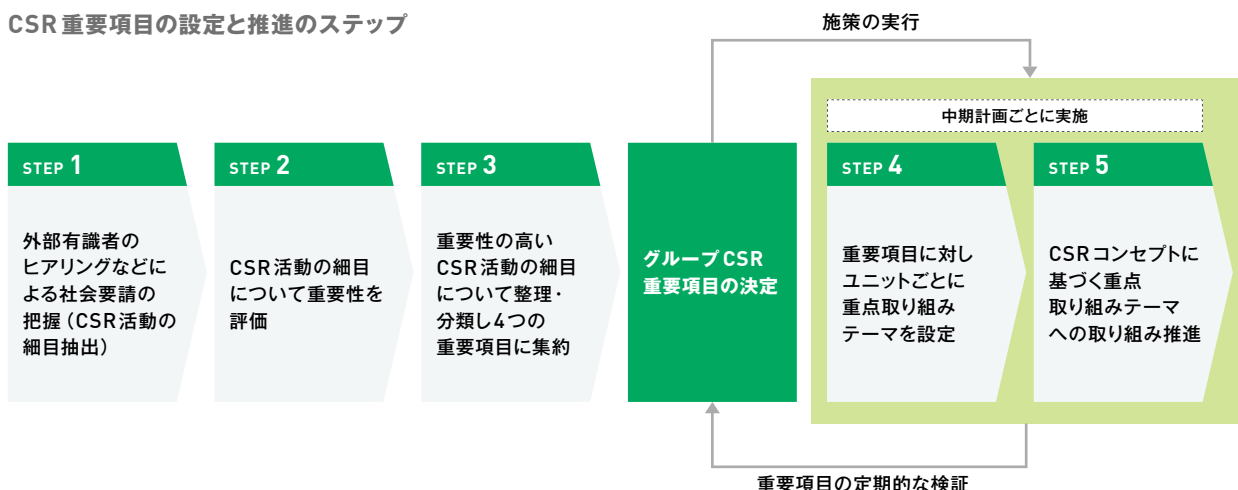 CSR重要項目の設定と推進のステップ
施策の実行
中期計画ごとに実施
STEP 1
外部有識者の
ヒアリングなどに
よる社会要請の
把握（CSR活動の
細目抽出）
STEP 2
CSR活動の細目
について重要性を
評価
STEP 3
重要性の高い
CSR活動の細目
について整理・
分類し4つの
重要項目に集約
グループCSR
重要項目の決定
STEP 4
重要項目に対し
ユニットごとに
重点取り組み
テーマを設定
STEP 5
CSRコンセプトに
基づく重点
取り組みテーマ
への取り組み推進
重要項目の定期的な検証